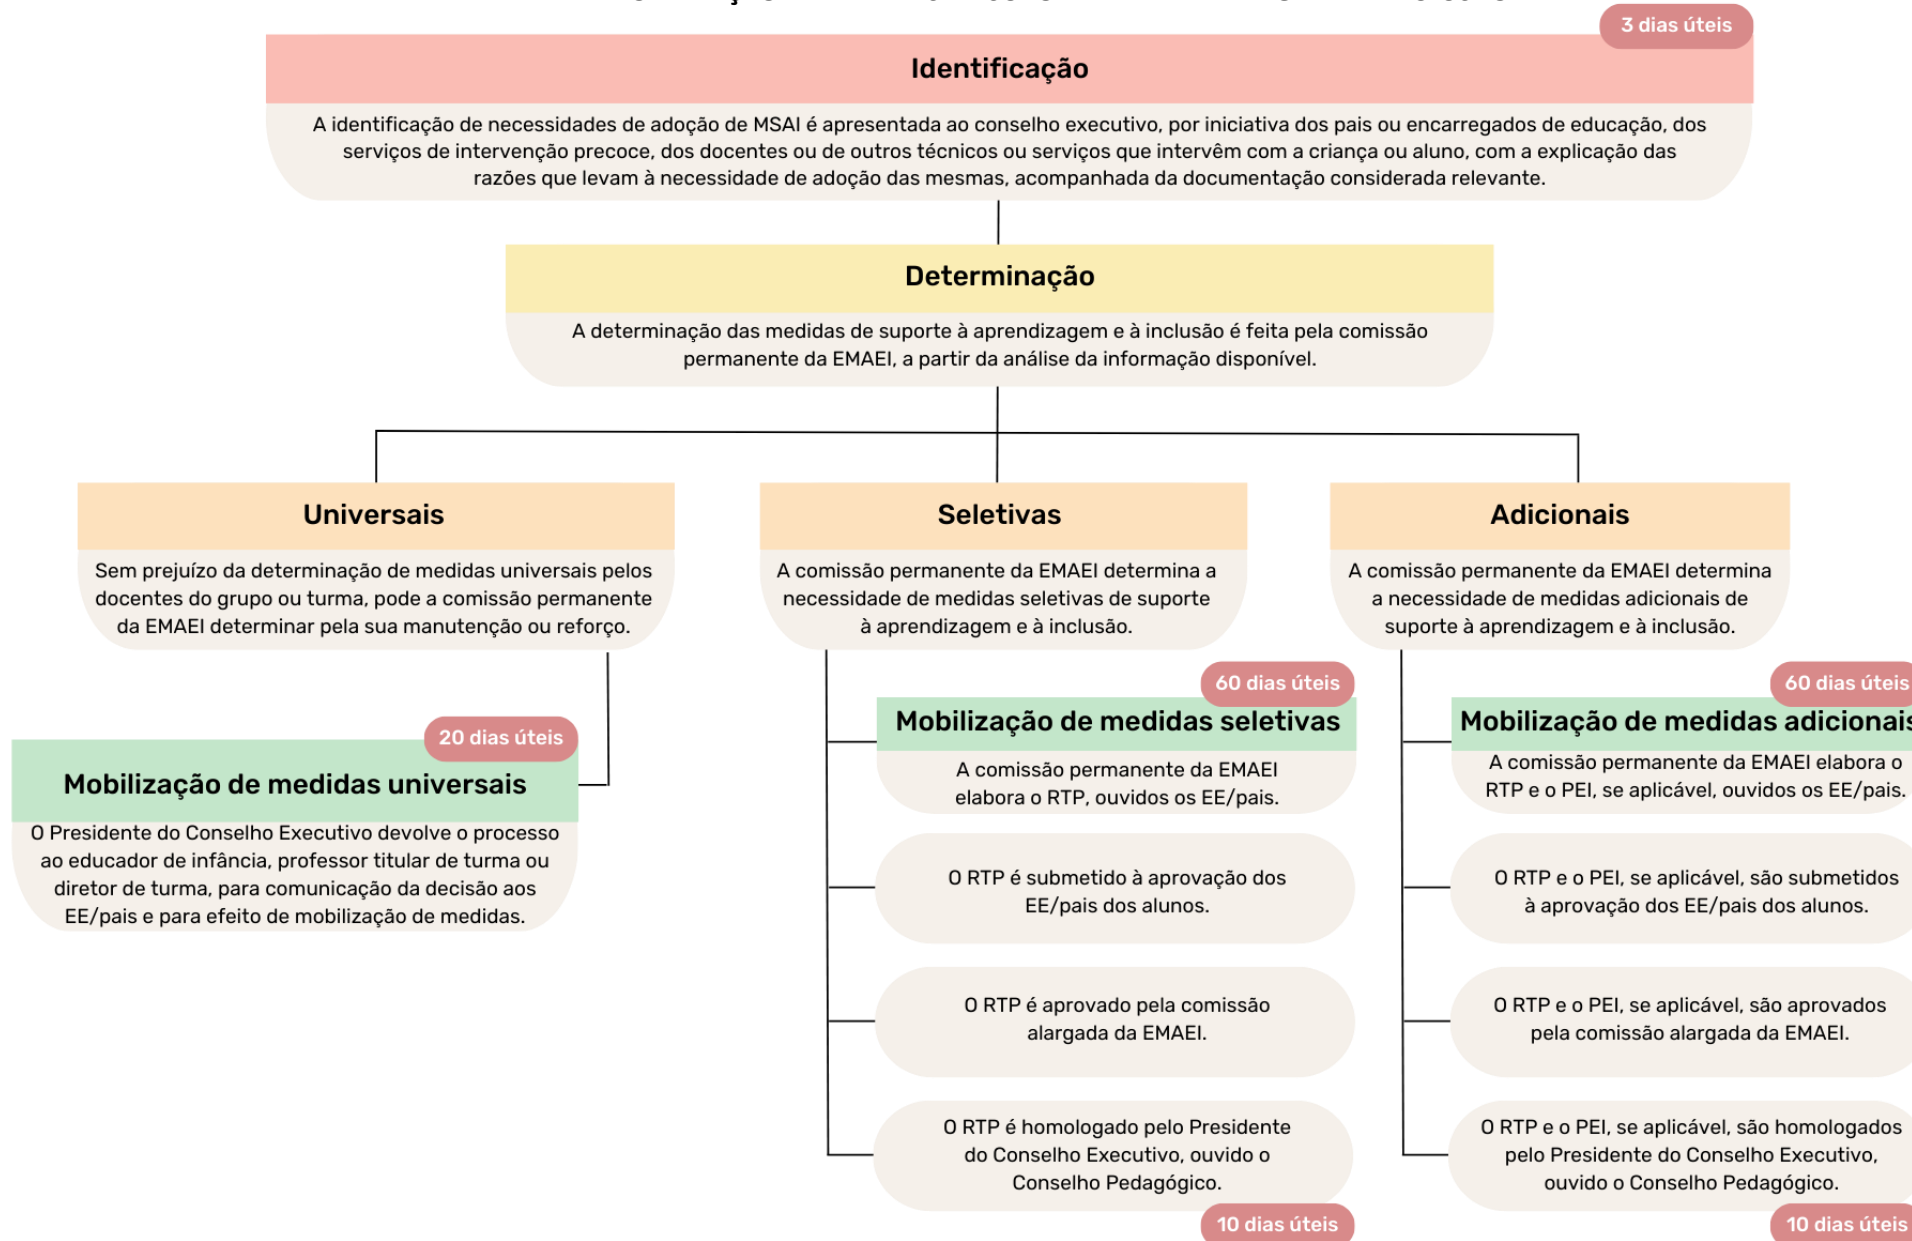 3 dias úteis
Identificação
A identificação de necessidades de adoção de MSAI é apresentada ao conselho executivo, por iniciativa dos pais ou encarregados de educação, dos
serviços de intervenção precoce, dos docentes ou de outros técnicos ou serviços que intervêm com a criança ou aluno, com a explicação das
razões que levam à necessidade de adoção das mesmas, acompanhada da documentação considerada relevante.
Determinação
A determinação das medidas de suporte à aprendizagem e à inclusão é feita pela comissão
permanente da EMAEI, a partir da análise da informação disponível.
Universais
Sem prejuízo da determinação de medidas universais pelos
docentes do grupo ou turma, pode a comissão permanente
da EMAEI determinar pela sua manutenção ou reforço.
20 dias úteis
Mobilização de medidas universais
O Presidente do Conselho Executivo devolve o processo
ao educador de infância, professor titular de turma ou
diretor de turma, para comunicação da decisão aos
EE/pais e para efeito de mobilização de medidas.
Seletivas
A comissão permanente da EMAEI determina a
necessidade de medidas seletivas de suporte
à aprendizagem e à inclusão.
60 dias úteis
Mobilização de medidas seletivas
A comissão permanente da EMAEI
elabora o RTP, ouvidos os EE/pais.
O RTP é submetido à aprovação dos
EE/pais dos alunos.
O RTP é aprovado pela comissão
alargada da EMAEI.
O RTP é homologado pelo Presidente
do Conselho Executivo, ouvido o
Conselho Pedagógico.
10 dias úteis
Adicionais
A comissão permanente da EMAEI determina
a necessidade de medidas adicionais de
suporte à aprendizagem e à inclusão.
60 dias úteis
Mobilização de medidas adicionais
A comissão permanente da EMAEI elabora o
RTP e o PEI, se aplicável, ouvidos os EE/pais.
O RTP e o PEI, se aplicável, são submetidos
à aprovação dos EE/pais dos alunos.
O RTP e o PEI, se aplicável, são aprovados
pela comissão alargada da EMAEI.
O RTP e o PEI, se aplicável, são homologados
pelo Presidente do Conselho Executivo,
ouvido o Conselho Pedagógico.
10 dias úteis